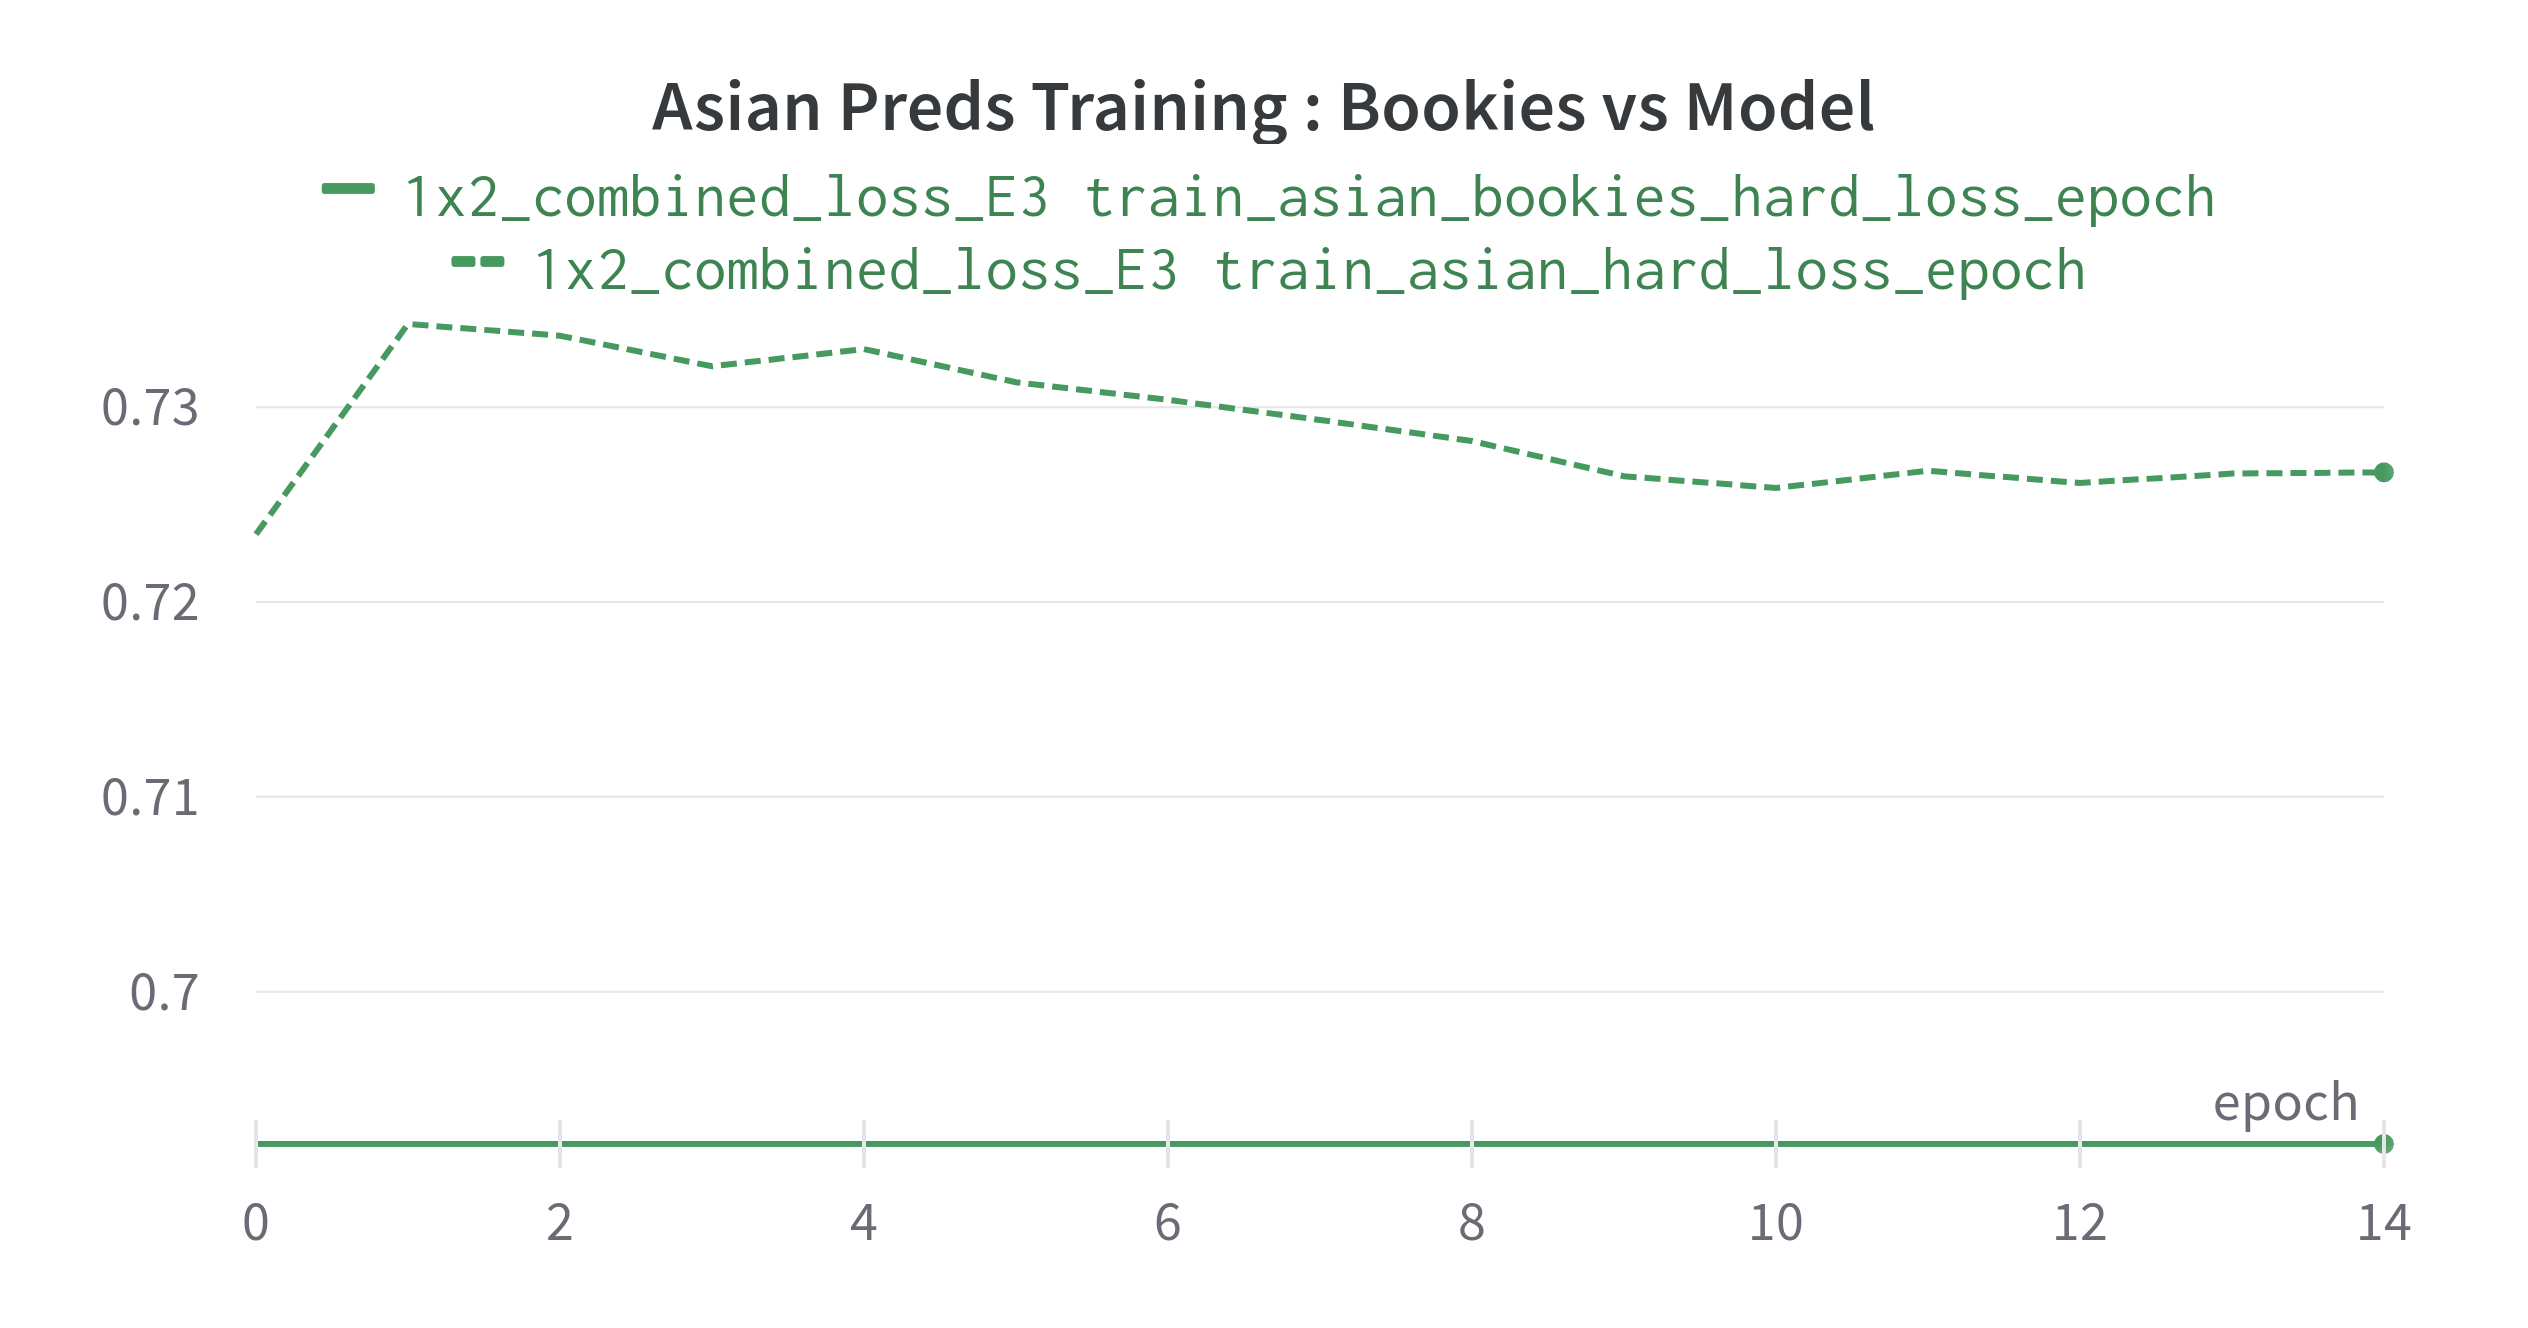 Asian Preds Training : Bookies vs Model
1x2_combined_loss_E3 train_asian_bookies_hard_loss_epoch
1x2_combined_loss_E3 train_asian_hard_loss_epoch
0.73
0.72
0.71
0.7
epoch
0 2 4 6 8 10 12 14